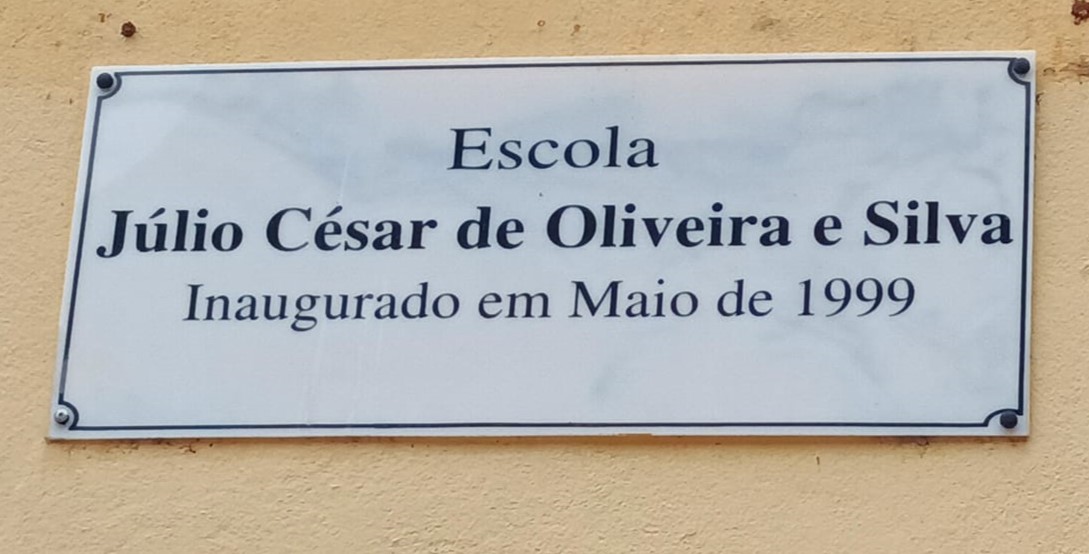 Escola
Júlio César de Oliveira e Silva
Inaugurado em Maio de 1999